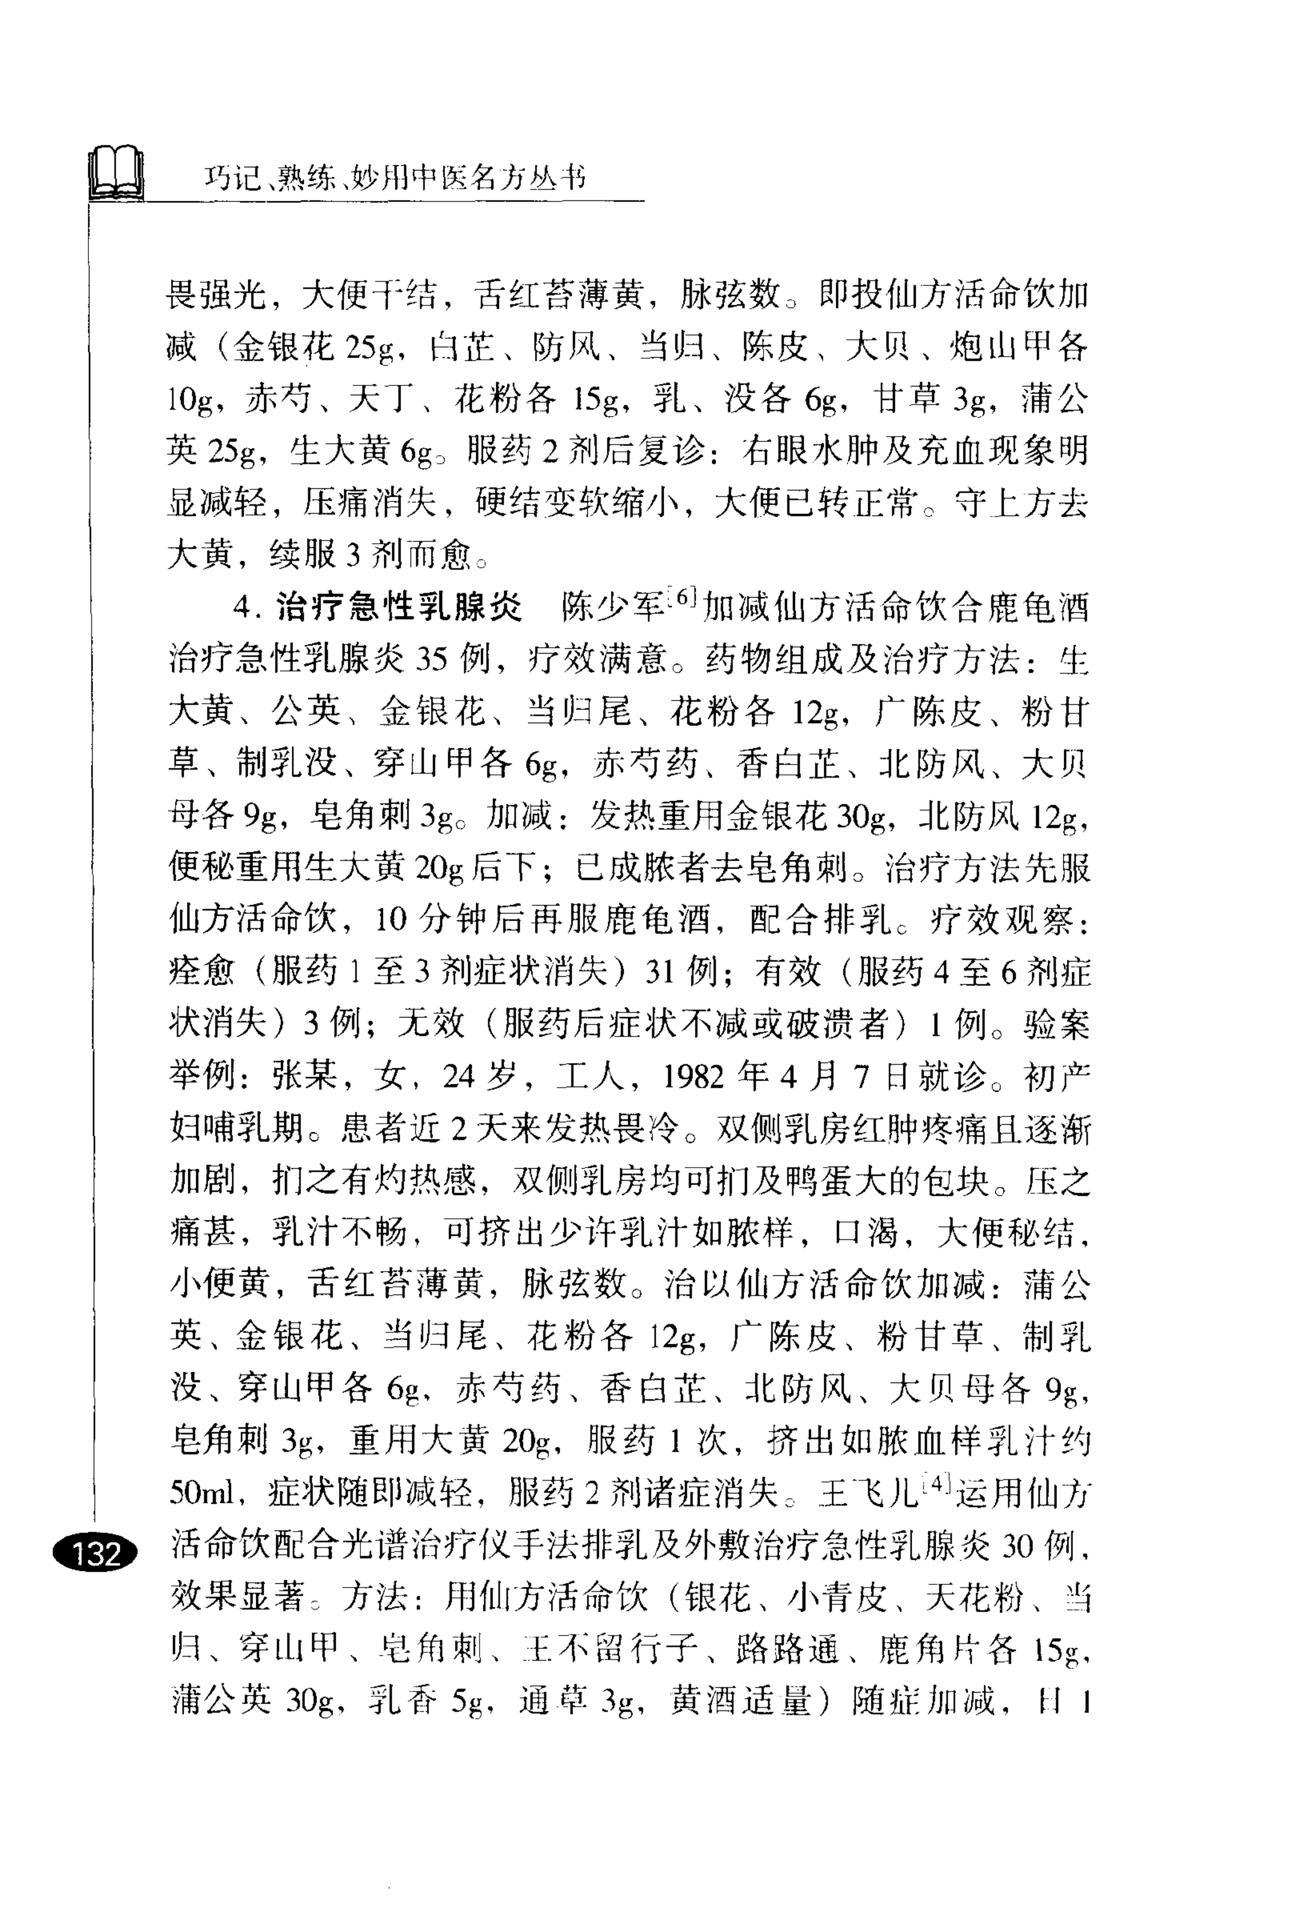 巧记、熟练、妙用中医名方丛书
畏强光，大便干结，舌红苔薄黄，脉弦数。即投仙方活命饮加
减（金银花 25g，白芷、防风、当归、陈皮、大贝、炮山甲各
10g，赤芍、天丁、花粉各 15g，乳、没各 6g，甘草 3g，蒲公
英 25g，生大黄 6g。服药 2 剂后复诊：右眼水肿及充血现象明
显减轻，压痛消失，硬结变软缩小，大便已转正常。守上方去
大黄，续服 3 剂而愈。
4. 治疗急性乳腺炎　陈少军[6]加减仙方活命饮合鹿龟酒
治疗急性乳腺炎 35 例，疗效满意。药物组成及治疗方法：生
大黄、公英、金银花、当归尾、花粉各 12g，广陈皮、粉甘
草、制乳没、穿山甲各 6g，赤芍药、香白芷、北防风、大贝
母各 9g，皂角刺 3g。加减：发热重用金银花 30g，北防风 12g，
便秘重用生大黄 20g 后下；已成脓者去皂角刺。治疗方法先服
仙方活命饮，10 分钟后再服鹿龟酒，配合排乳。疗效观察：
痊愈（服药 1 至 3 剂症状消失）31 例；有效（服药 4 至 6 剂症
状消失）3 例；无效（服药后症状不减或破溃者）1 例。验案
举例：张某，女，24 岁，工人，1982 年 4 月 7 日就诊。初产
妇哺乳期。患者近 2 天来发热畏冷。双侧乳房红肿疼痛且逐渐
加剧，扪之有灼热感，双侧乳房均可扪及鸭蛋大的包块。压之
痛甚，乳汁不畅，可挤出少许乳汁如脓样，口渴，大便秘结，
小便黄，舌红苔薄黄，脉弦数。治以仙方活命饮加减：蒲公
英、金银花、当归尾、花粉各 12g，广陈皮、粉甘草、制乳
没、穿山甲各 6g，赤芍药、香白芷、北防风、大贝母各 9g，
皂角刺 3g，重用大黄 20g，服药 1 次，挤出如脓血样乳汁约
50ml，症状随即减轻，服药 2 剂诸症消失。王飞儿[4]运用仙方
活命饮配合光谱治疗仪手法排乳及外敷治疗急性乳腺炎 30 例，
132
效果显著。方法：用仙方活命饮（银花、小青皮、天花粉、当
归、穿山甲、皂角刺、王不留行子、路路通、鹿角片各 15g，
蒲公英 30g，乳香 5g，通草 3g，黄酒适量）随症加减，日 1